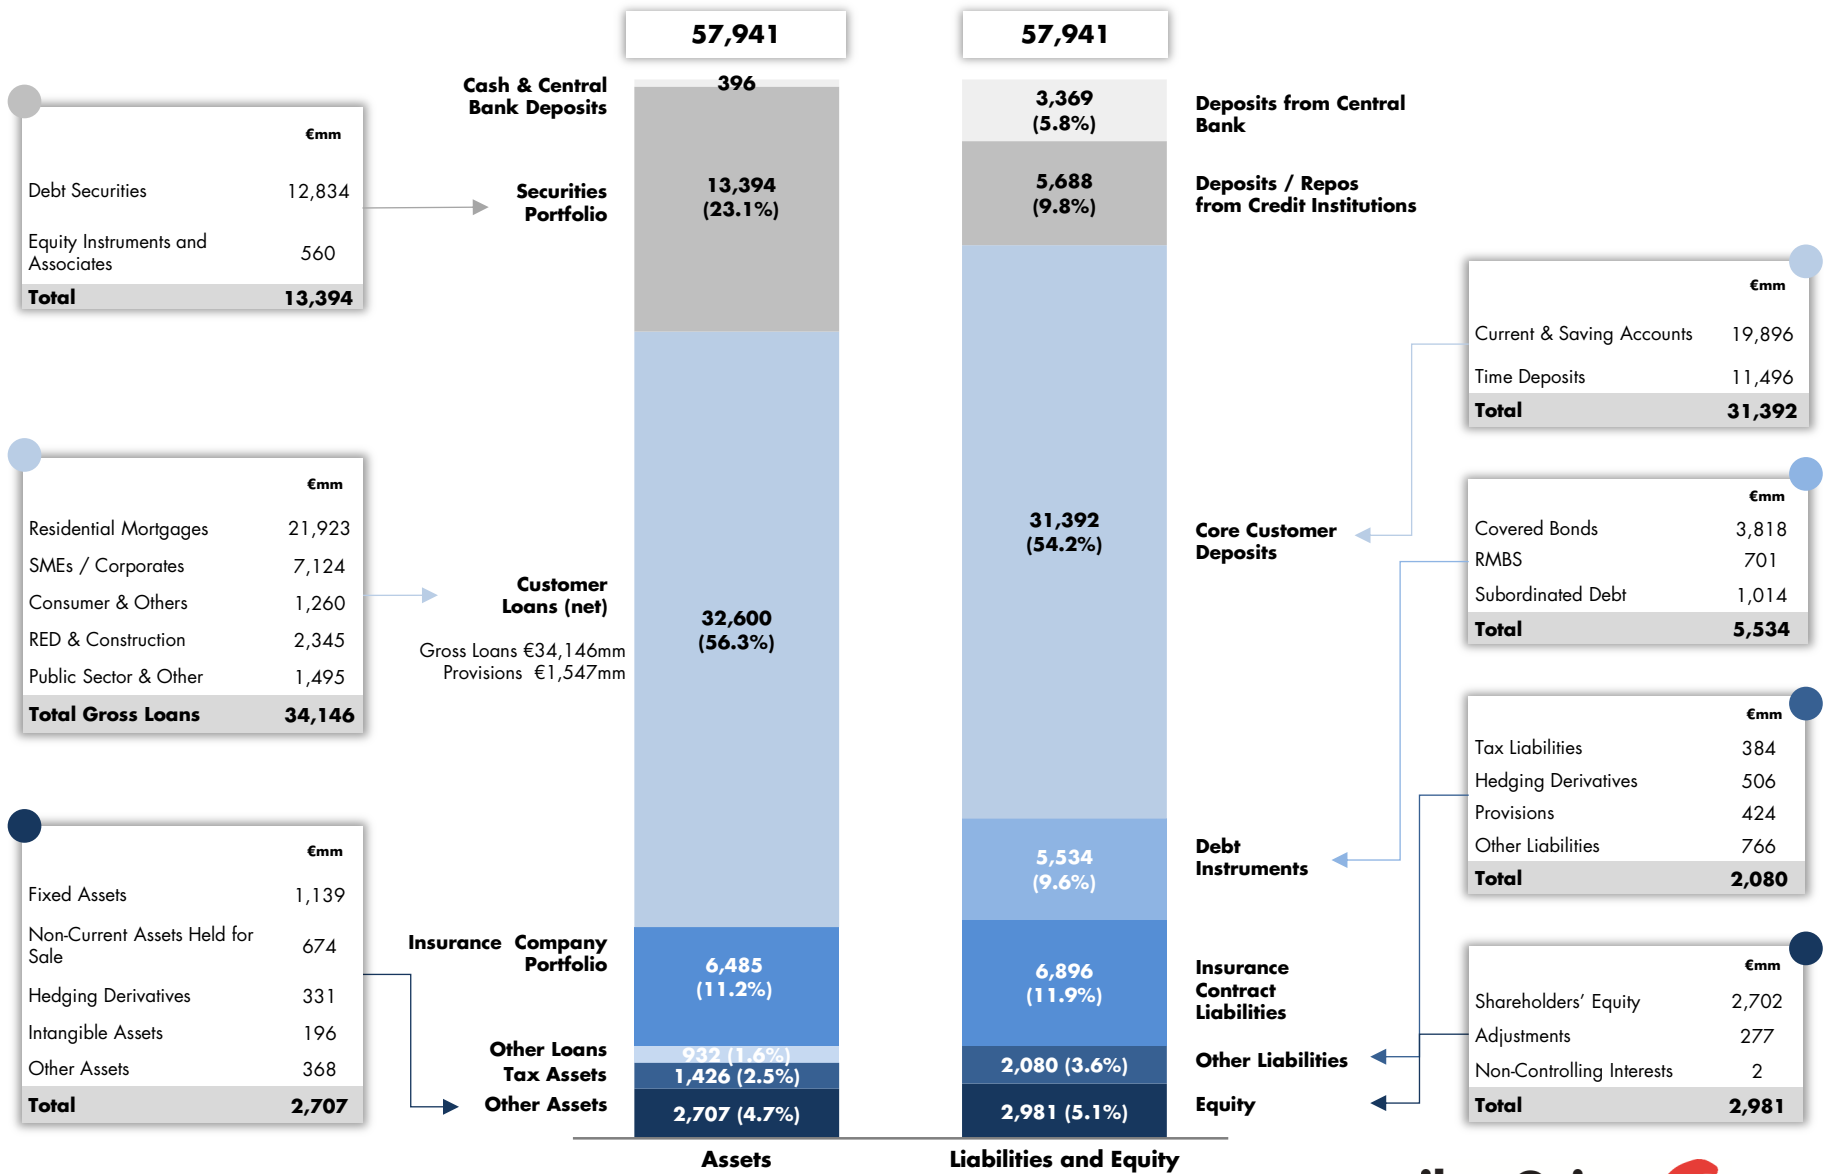 57,941
57,941
Cash & Central
Bank Deposits
396
3,369
(5.8%)
Deposits from Central
Bank
€mm
Debt Securities 12,834
Equity Instruments and
Associates
560
Total 13,394
Securities
Portfolio
13,394
(23.1%)
5,688
(9.8%)
Deposits / Repos
from Credit Institutions
€mm
Current & Saving Accounts 19,896
Time Deposits 11,496
Total 31,392
€mm
Residential Mortgages 21,923
SMEs / Corporates 7,124
Consumer & Others 1,260
RED & Construction 2,345
Public Sector & Other 1,495
Total Gross Loans 34,146
Customer
Loans (net)
Gross Loans €34,146mm
Provisions €1,547mm
32,600
(56.3%)
31,392
(54.2%)
Core Customer
Deposits
€mm
Covered Bonds 3,818
RMBS 701
Subordinated Debt 1,014
Total 5,534
€mm
Tax Liabilities 384
Hedging Derivatives 506
Provisions 424
Other Liabilities 766
Total 2,080
5,534
(9.6%)
Debt
Instruments
€mm
Fixed Assets 1,139
Non-Current Assets Held for
Sale
674
Hedging Derivatives 331
Intangible Assets 196
Other Assets 368
Total 2,707
Insurance Company
Portfolio
6,485
(11.2%)
6,896
(11.9%)
Insurance
Contract
Liabilities
€mm
Shareholders' Equity 2,702
Adjustments 277
Non-Controlling Interests 2
Total 2,981
Other Loans 932 (1.6%)
Tax Assets 1,426 (2.5%)
Other Assets 2,707 (4.7%)
2,080 (3.6%) Other Liabilities
2,981 (5.1%) Equity
Assets
Liabilities and Equity